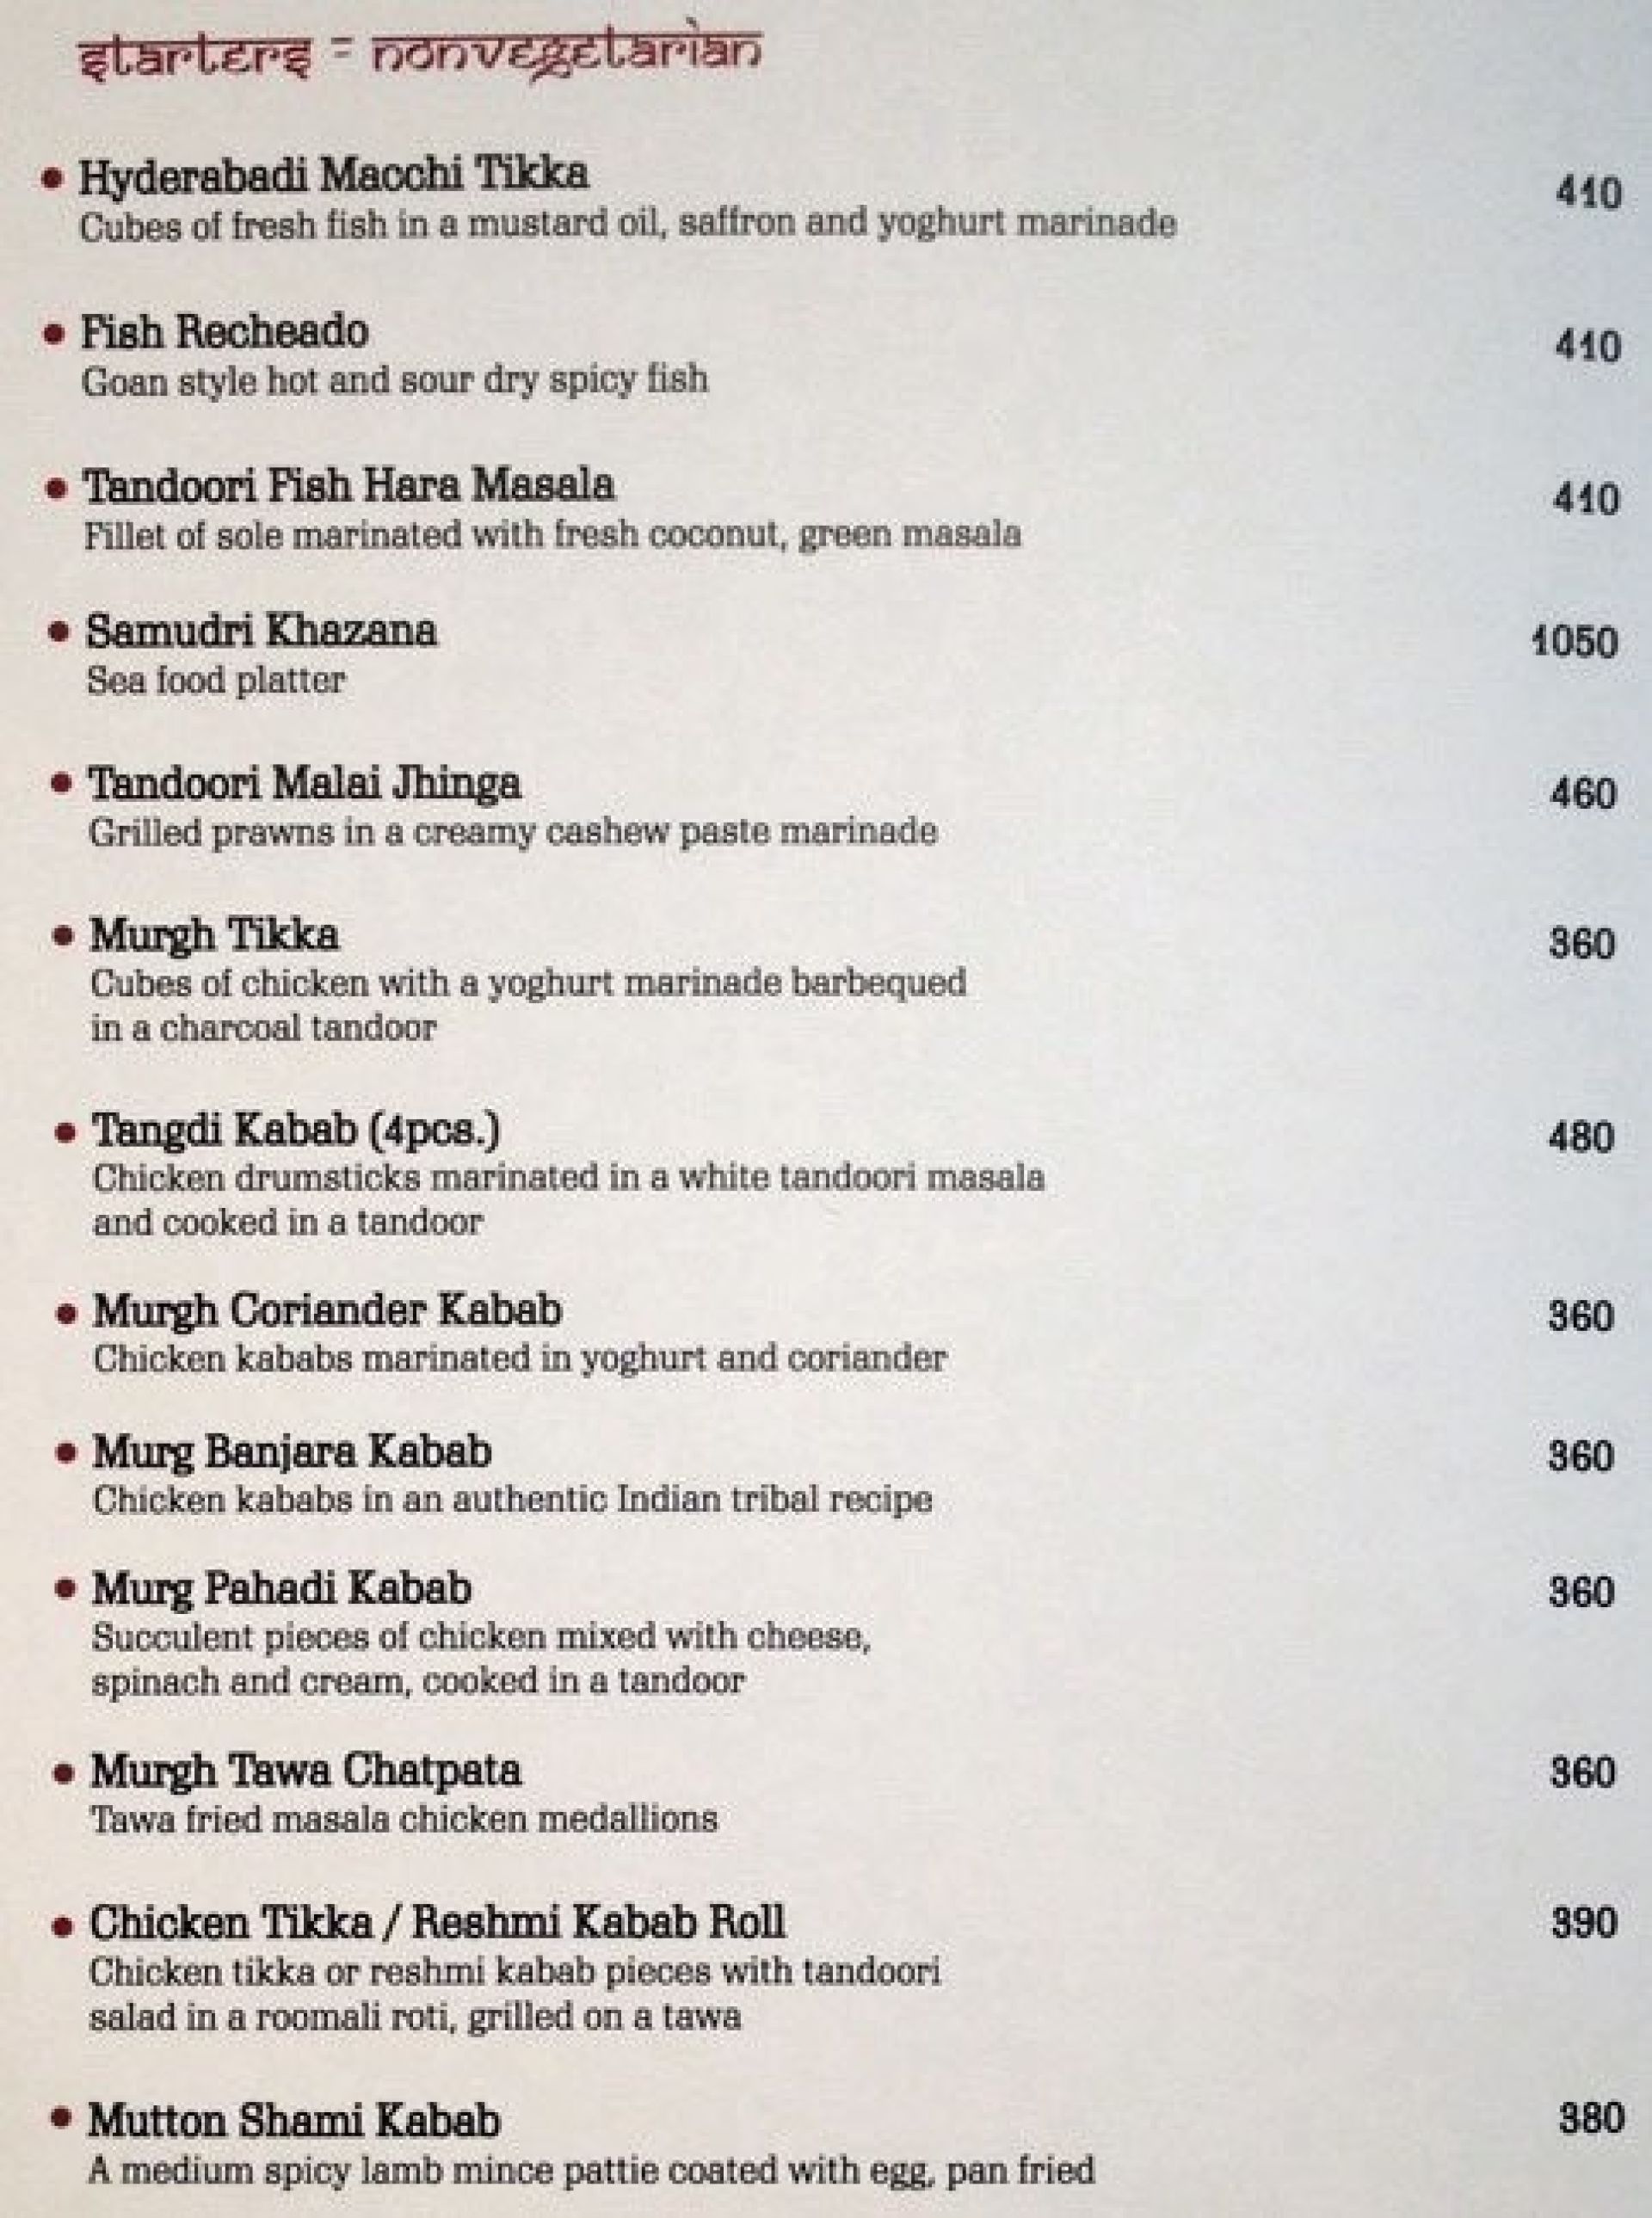 starters - nonvegetarian
Hyderabadi Macchi Tikka 410
Cubes of fresh fish in a mustard oil, saffron and yoghurt marinade
Fish Recheado 410
Goan style hot and sour dry spicy fish
Tandoori Fish Hara Masala 410
Fillet of sole marinated with fresh coconut, green masala
Samudri Khazana 1050
Sea food platter
Tandoori Malai Jhinga 460
Grilled prawns in a creamy cashew paste marinade
Murgh Tikka 360
Cubes of chicken with a yoghurt marinade barbequed
in a charcoal tandoor
Tangdi Kabab (4pcs.) 480
Chicken drumsticks marinated in a white tandoori masala
and cooked in a tandoor
Murgh Coriander Kabab 360
Chicken kababs marinated in yoghurt and coriander
Murg Banjara Kabab 360
Chicken kababs in an authentic Indian tribal recipe
Murg Pahadi Kabab 360
Succulent pieces of chicken mixed with cheese,
spinach and cream, cooked in a tandoor
Murgh Tawa Chatpata 360
Tawa fried masala chicken medallions
Chicken Tikka / Reshmi Kabab Roll 390
Chicken tikka or reshmi kabab pieces with tandoori
salad in a roomali roti, grilled on a tawa
Mutton Shami Kabab 380
A medium spicy lamb mince pattie coated with egg, pan fried